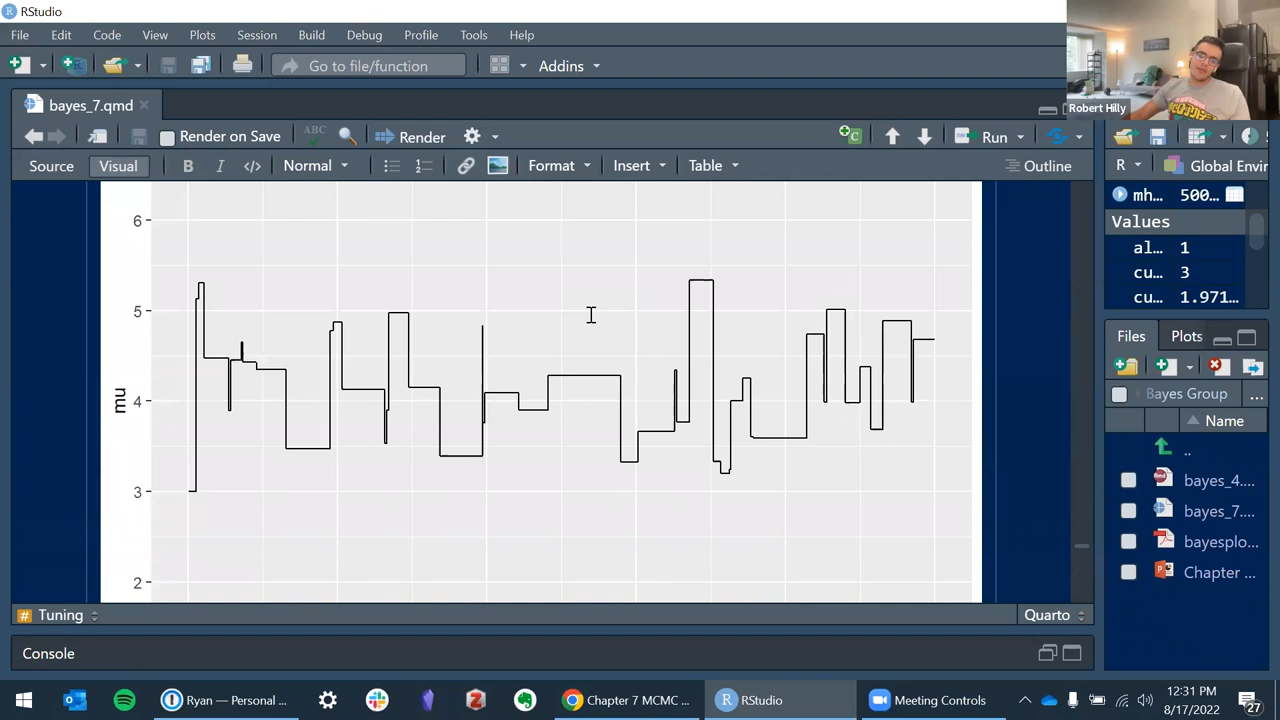 RStudio
File Edit Code View Plots Session Build Debug Profile Tools Help
Robert Hilly
Go to file/function
Addins
bayes_7.qmd
Render on Save
ABC
Render
Run
Source Visual
B I </> Normal
Format Insert Table
Outline
R
Global Envir
mh... 500...
Values
al... 1
cu... 3
cu... 1.971...
6
5
4
3
2
mu
Files Plots
Bayes Group ...
Name
..
bayes_4....
bayes_7....
bayesplo...
Chapter ...
# Tuning
Quarto
Console
Ryan — Personal ...
Chapter 7 MCMC ...
RStudio
Meeting Controls
12:31 PM
8/17/2022
27